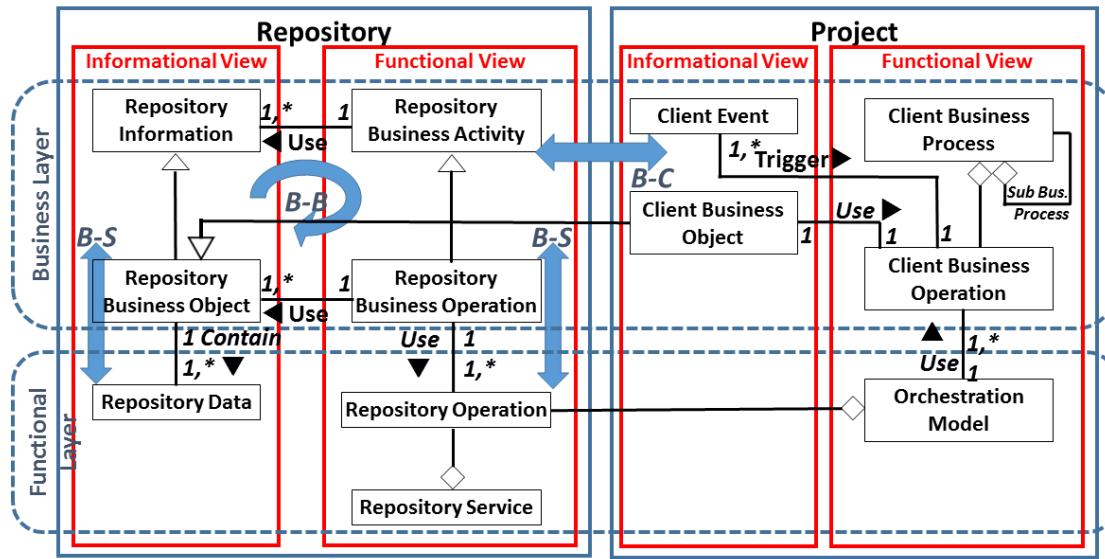 Repository
Project
Informational View
Functional View
Informational View
Functional View
Business Layer
Functional
Layer
Repository
Information
1,*
1
Use
Repository
Business Activity
B-B
B-C
B-S
B-S
Repository
Business Object
1,*
1
Use
Repository
Business Operation
1 Contain
1,*
Use 1
1,*
Repository Data
Repository Operation
Repository Service
Client Event
1,*
Trigger
Client Business
Process
Sub Bus.
Process
Client Business
Object
Use
1
1
1
Client Business
Operation
1,*
Use
1
Orchestration
Model